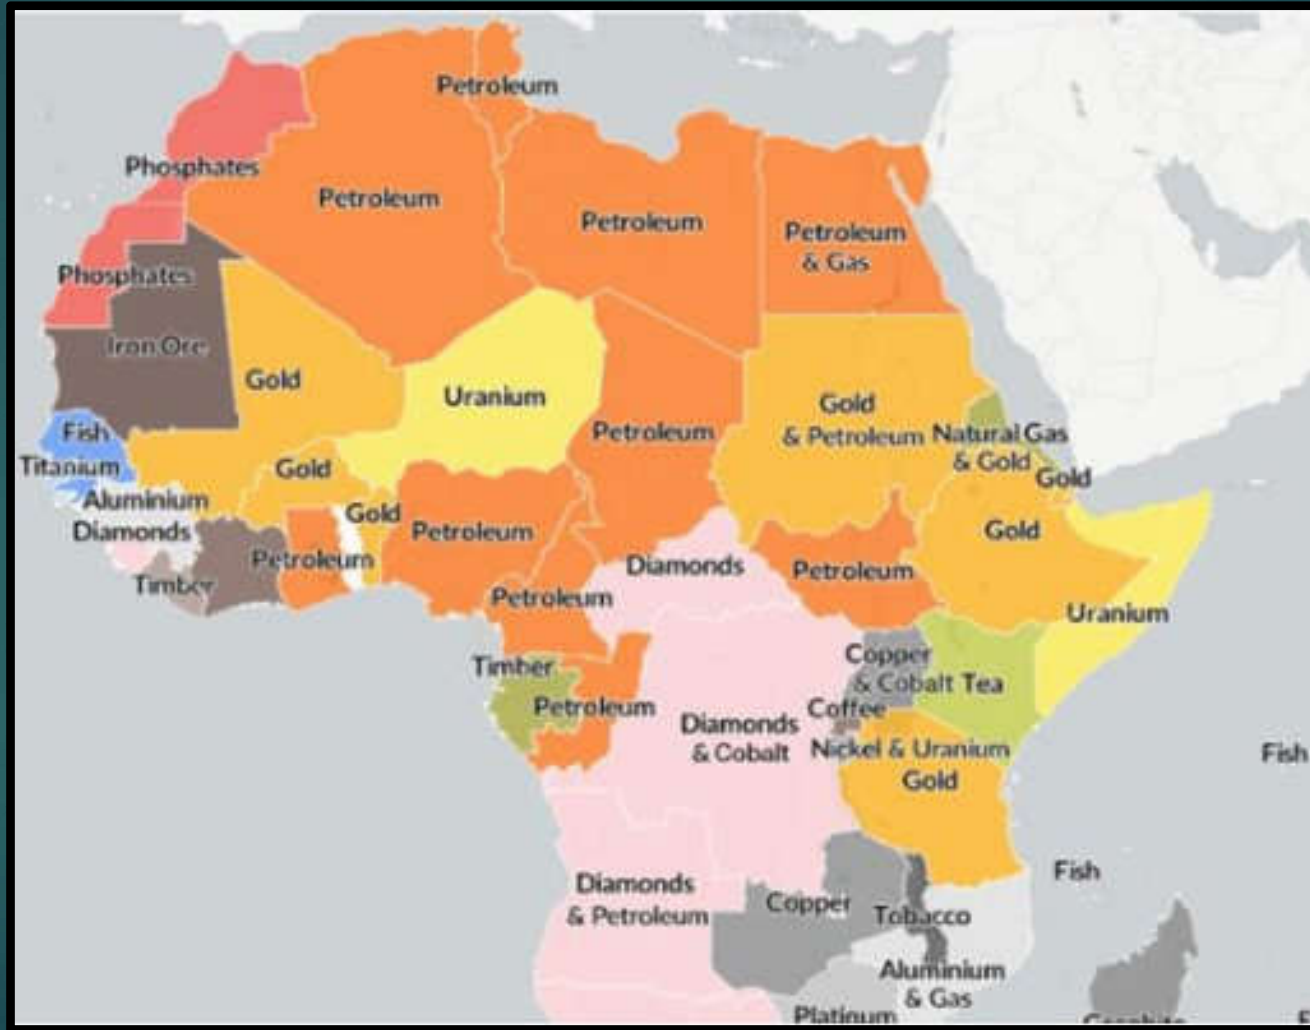 Petroleum
Phosphates
Petroleum
Petroleum
Petroleum
& Gas
Phosphates
Iron Ore
Gold
Uranium
Gold
& Petroleum
Petroleum
Fish
Natural Gas
& Gold
Titanium
Gold
Gold
Aluminium
Gold
Diamonds
Petroleum
Gold
Petroleum
Diamonds
Petroleum
Timber
Petroleum
Uranium
Copper
& Cobalt
Tea
Timber
Petroleum
Coffee
Diamonds
& Cobalt
Nickel & Uranium
Fish
Gold
Fish
Diamonds
& Petroleum
Copper
Tobacco
Aluminium
& Gas
Platinum
Graphite